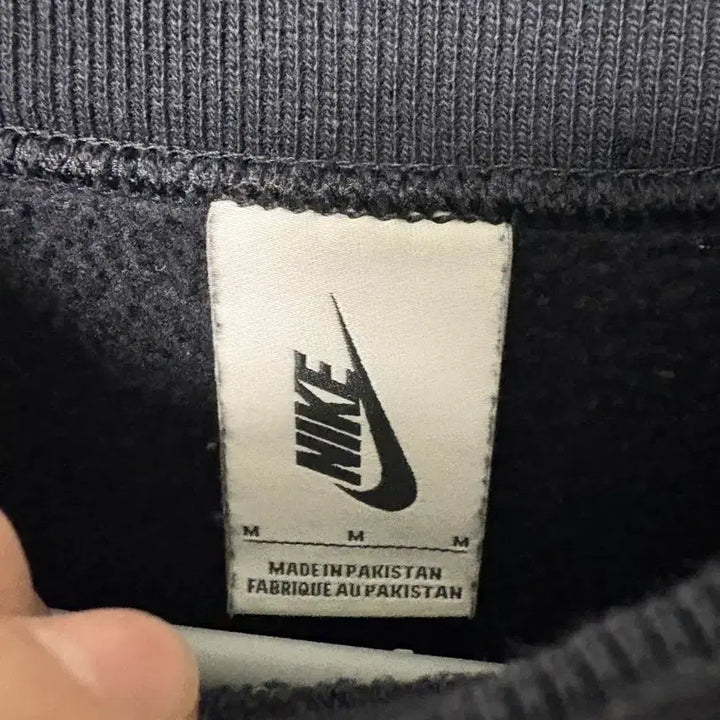 NIKE
M M M
MADE IN PAKISTAN
FABRIQUE AU PAKISTAN